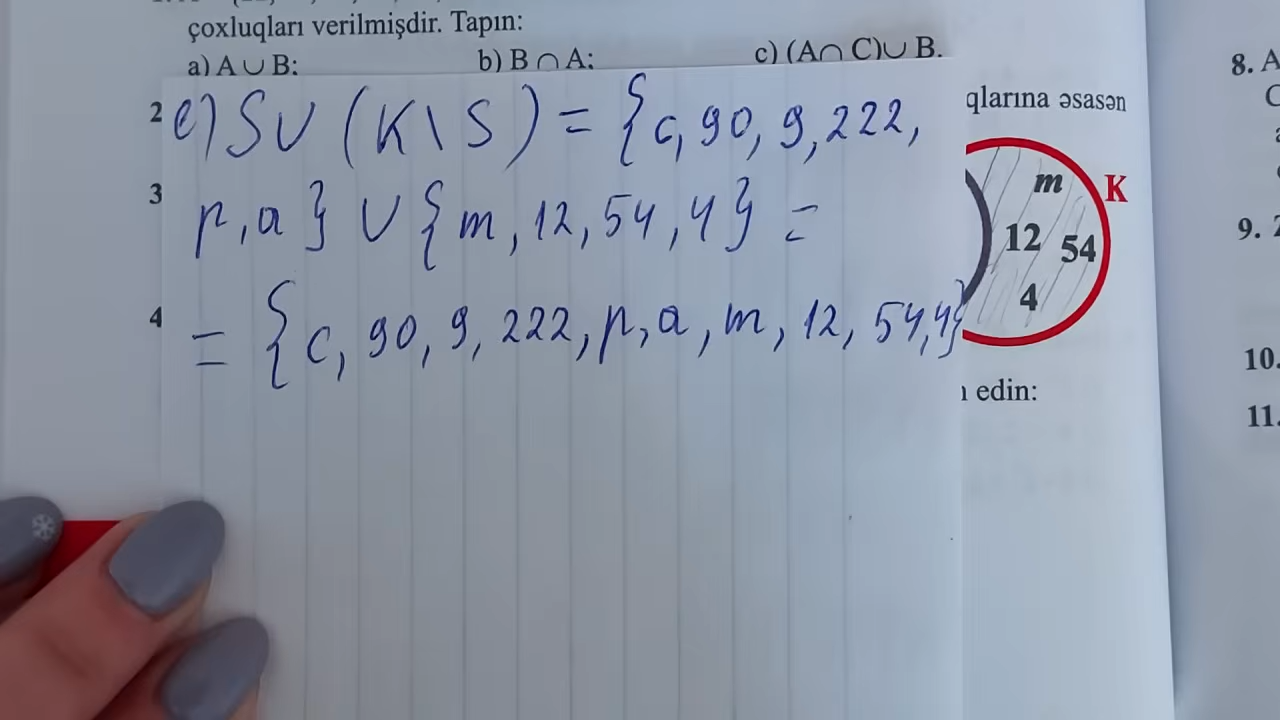 çoxluqları verilmişdir. Tapın:
a) A ∪ B; b) B ∩ A; c) (A∩ C)∪ B.
2
e) S∪ (K\S) = {c, 90, 9, 222,
p, a} ∪ {m, 12, 54, 4} =
= {c, 90, 9, 222, p, a, m, 12, 54, 4}
3
4
qlarına əsasən
m
K
12 54
4
edin:
8. A
9.
10.
11.